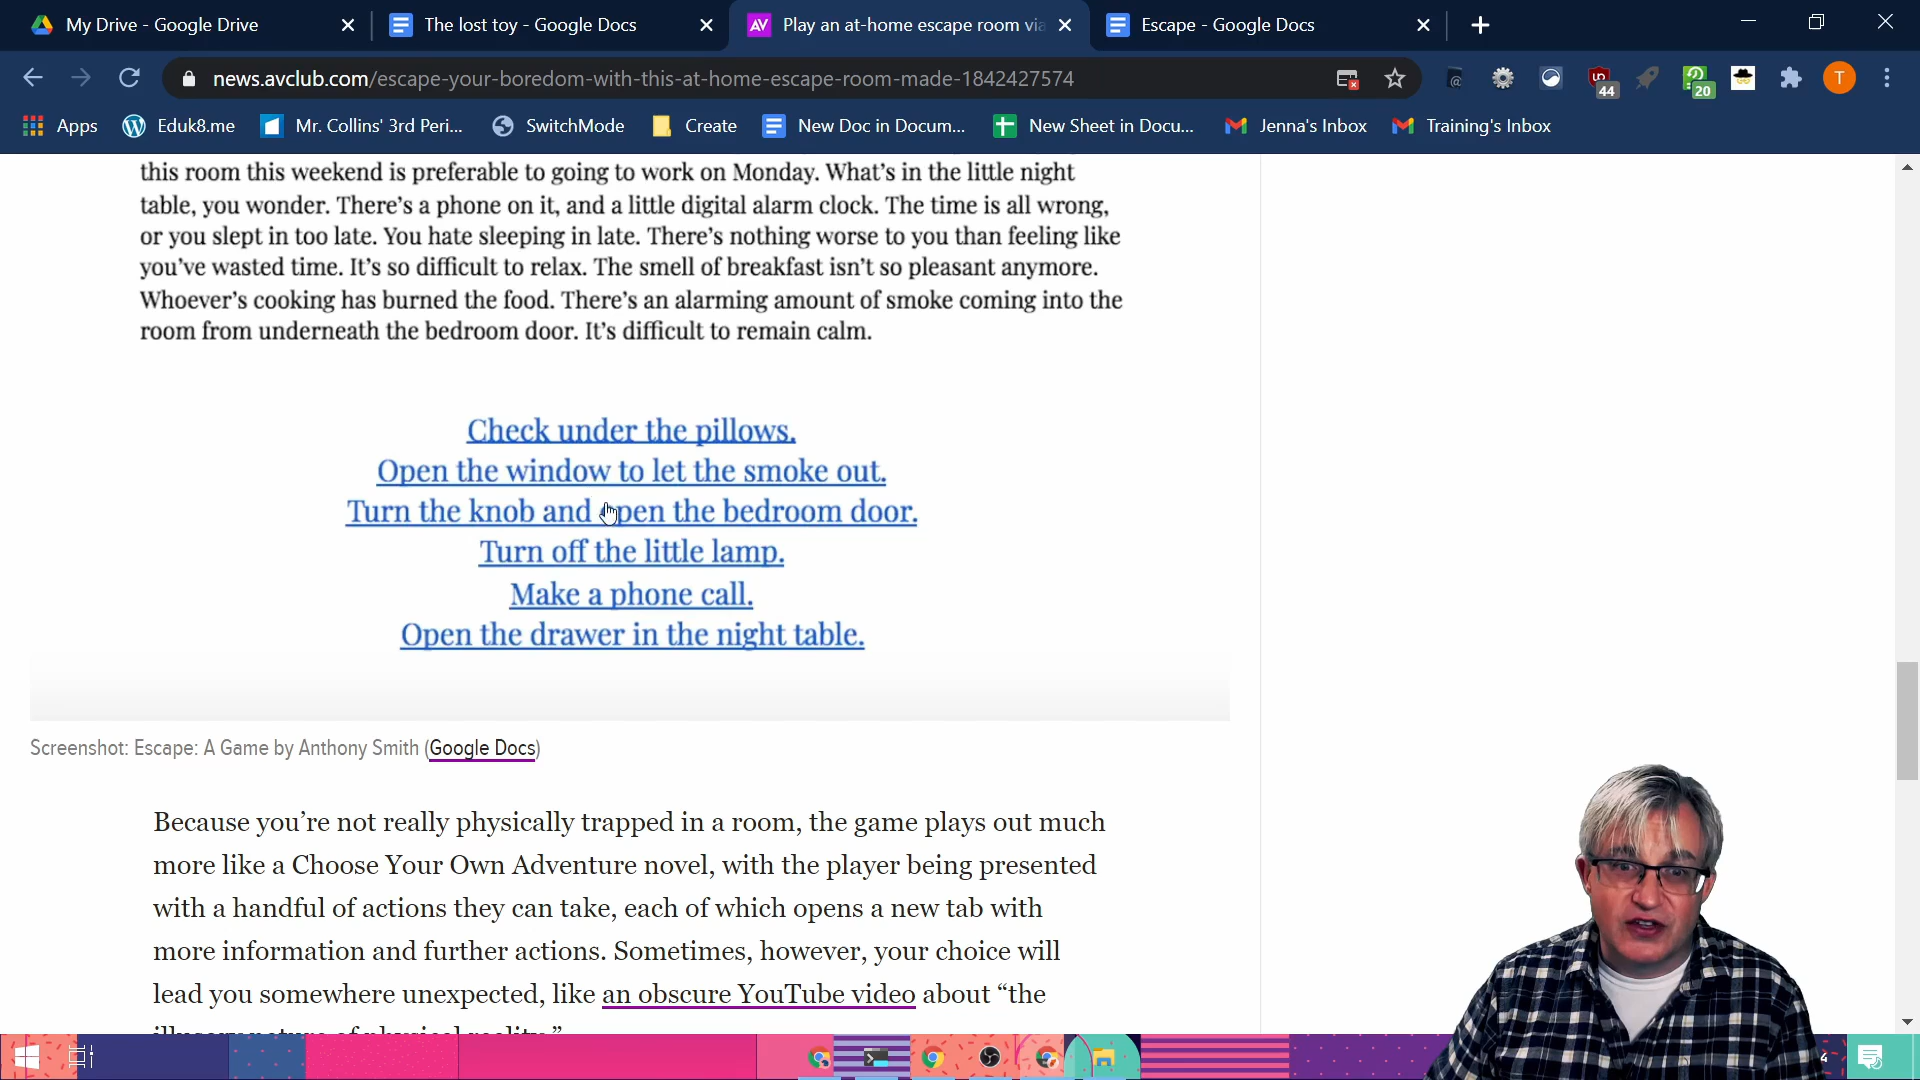 My Drive - Google Drive
The lost toy - Google Docs
Play an at-home escape room via
Escape - Google Docs
news.avclub.com/escape-your-boredom-with-this-at-home-escape-room-made-1842427574
44
20
T
Apps
Eduk8.me
Mr. Collins' 3rd Peri...
SwitchMode
Create
New Doc in Docum...
New Sheet in Docu...
Jenna's Inbox
Training's Inbox
this room this weekend is preferable to going to work on Monday. What's in the little night
table, you wonder. There's a phone on it, and a little digital alarm clock. The time is all wrong,
or you slept in too late. You hate sleeping in late. There's nothing worse to you than feeling like
you've wasted time. It's so difficult to relax. The smell of breakfast isn't so pleasant anymore.
Whoever's cooking has burned the food. There's an alarming amount of smoke coming into the
room from underneath the bedroom door. It's difficult to remain calm.
Check under the pillows.
Open the window to let the smoke out.
Turn the knob and open the bedroom door.
Turn off the little lamp.
Make a phone call.
Open the drawer in the night table.
Screenshot: Escape: A Game by Anthony Smith (Google Docs)
Because you're not really physically trapped in a room, the game plays out much
more like a Choose Your Own Adventure novel, with the player being presented
with a handful of actions they can take, each of which opens a new tab with
more information and further actions. Sometimes, however, your choice will
lead you somewhere unexpected, like an obscure YouTube video about “the
illusory nature of physical reality.”